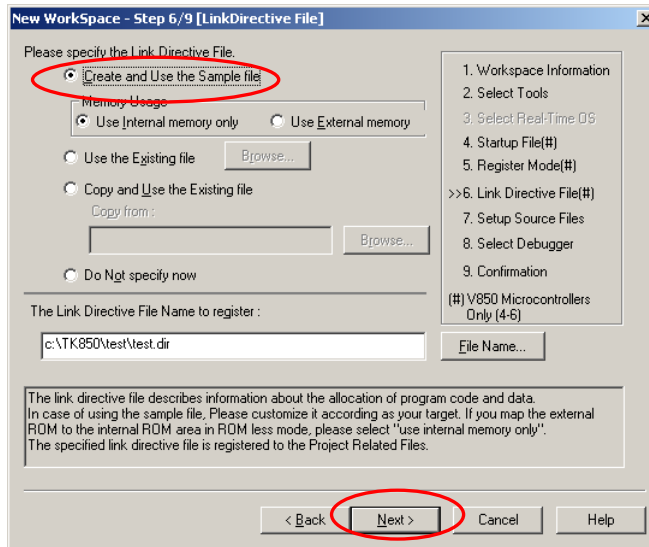 New WorkSpace - Step 6/9 [LinkDirective File]
Please specify the Link Directive File.
Create and Use the Sample file
Memory Usage
Use Internal memory only
Use External memory
Use the Existing file
Browse...
Copy and Use the Existing file
Copy from :
Browse...
Do Not specify now
1. Workspace Information
2. Select Tools
3. Select Real-Time OS
4. Startup File(#)
5. Register Mode(#)
>>6. Link Directive File(#)
7. Setup Source Files
8. Select Debugger
9. Confirmation
(#) V850 Microcontrollers
Only (4-6)
The Link Directive File Name to register :
c:\TK850\test\test.dir
File Name...
The link directive file describes information about the allocation of program code and data.
In case of using the sample file, Please customize it according as your target. If you map the external
ROM to the internal ROM area in ROM less mode, please select "use internal memory only".
The specified link directive file is registered to the Project Related Files.
< Back
Next >
Cancel
Help